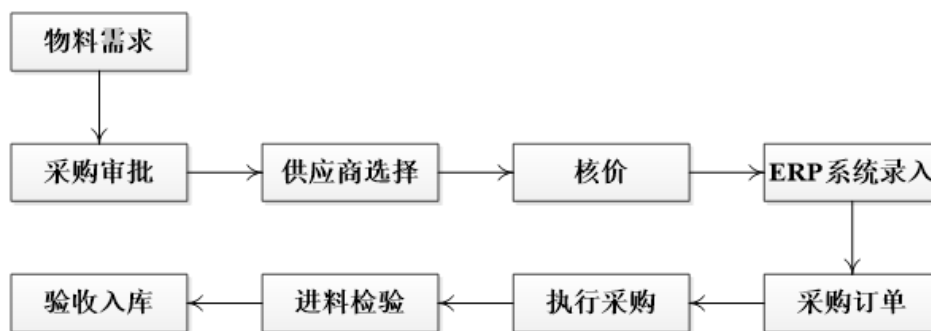 物料需求
采购审批
供应商选择
核价
ERP系统录入
采购订单
执行采购
进料检验
验收入库